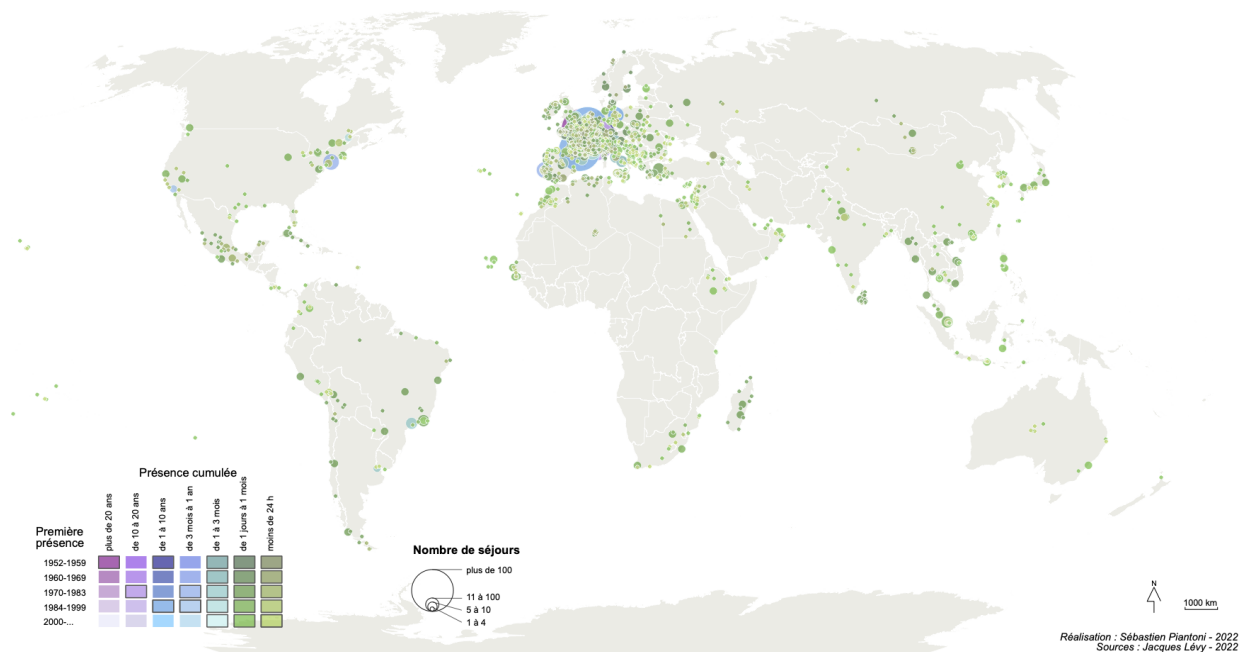 Présence cumulée
plus de 20 ans
de 10 à 20 ans
de 1 à 10 ans
de 3 mois à 1 an
de 1 à 3 mois
de 1 jours à 1 mois
moins de 24 h
Première
présence
1952-1959
1960-1969
1970-1983
1984-1999
2000-...
Nombre de séjours
plus de 100
11 à 100
5 à 10
1 à 4
N
1000 km
Réalisation : Sébastien Piantoni - 2022
Sources : Jacques Lévy - 2022